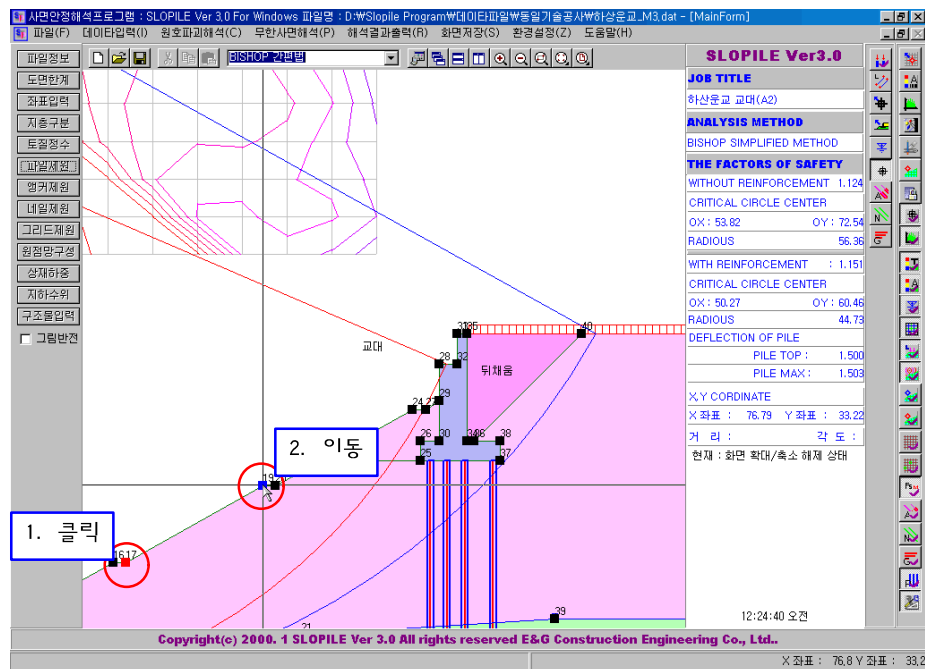 사면안정해석프로그램 : SLOPILE Ver 3,0 For Windows 파일명 : D:₩Slopile Program₩데이타파일₩동일기술공사₩하상운교_M3,dat - [MainForm]
파일(F) 데이타입력(I) 원호파괴해석(C) 무한사면해석(P) 해석결과출력(R) 화면저장(S) 환경설정(Z) 도움말(H)
파일정보
도면한계
좌표입력
지층구분
토질정수
파일제원
앵커제원
네일제원
그리드제원
원점망구성
상재하중
지하수위
구조물입력
그림반전
BISHOP 간편법
교대
뒤채움
40
28
32
29
24
26
30
38
25
37
39
21
16 17
1. 클릭
2. 이동
SLOPILE Ver3.0
JOB TITLE
하산운교 교대(A2)
ANALYSIS METHOD
BISHOP SIMPLIFIED METHOD
THE FACTORS OF SAFETY
WITHOUT REINFORCEMENT 1.124
CRITICAL CIRCLE CENTER
OX : 53.82 OY : 72.54
RADIOUS 56.36
WITH REINFORCEMENT : 1.151
CRITICAL CIRCLE CENTER
OX : 50.27 OY : 60.46
RADIOUS 44.73
DEFLECTION OF PILE
PILE TOP : 1.500
PILE MAX : 1.503
X,Y CORDINATE
X 좌표 : 76.79 Y 좌표 : 33.22
거 리 : 각 도 :
현재 : 화면 확대/축소 해제 상태
12:24:40 오전
Copyright(c) 2000. 1 SLOPILE Ver 3.0 All rights reserved E&G Construction Engineering Co., Ltd..
X 좌표 : 76,8 Y 좌표 : 33,2